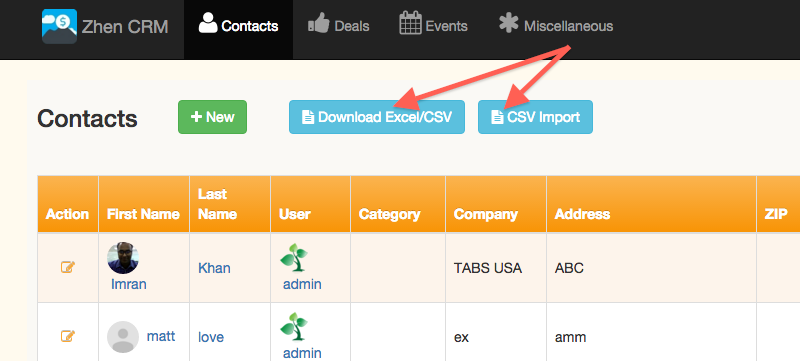 Zhen CRM Contacts Deals Events Miscellaneous
Contacts New Download Excel/CSV CSV Import
Action First Name Last Name User Category Company Address ZIP
Imran Khan admin TABS USA ABC
matt love admin ex amm